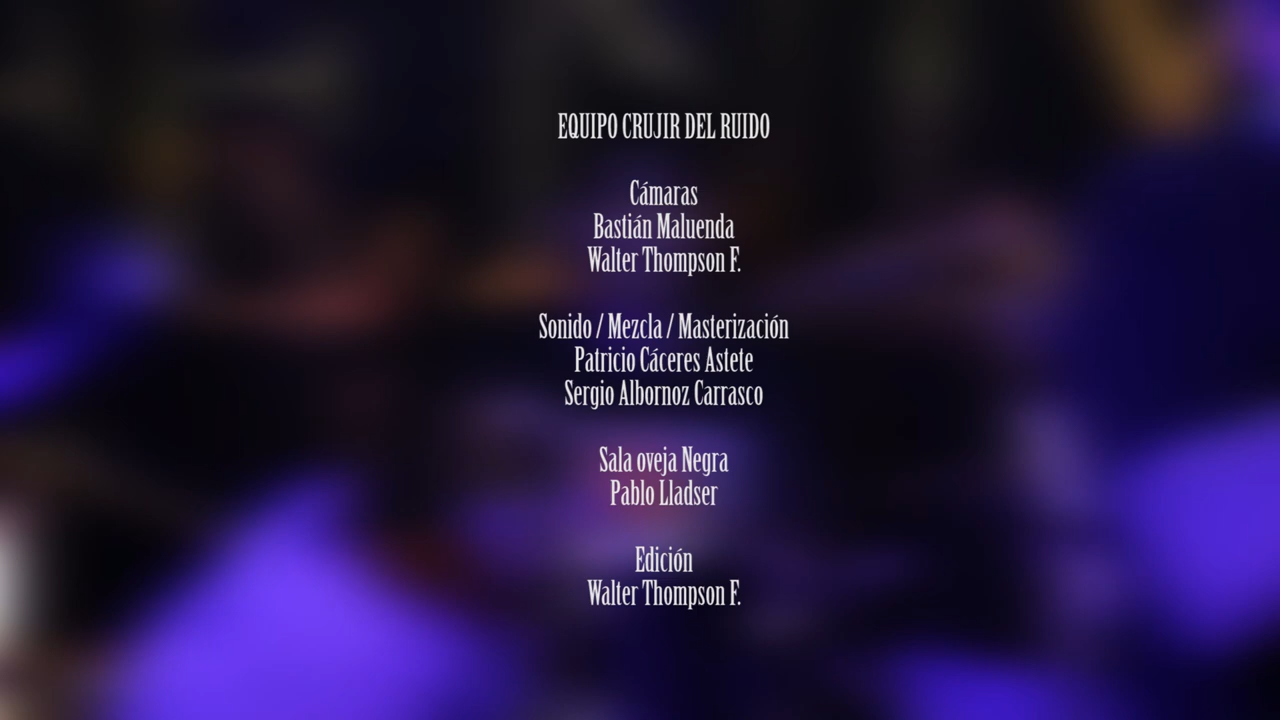 EQUIPO CRUJIR DEL RUIDO
Cámaras
Bastián Maluenda
Walter Thompson F.
Sonido / Mezcla / Masterización
Patricio Cáceres Astete
Sergio Albornoz Carrasco
Sala oveja Negra
Pablo Lladser
Edición
Walter Thompson F.